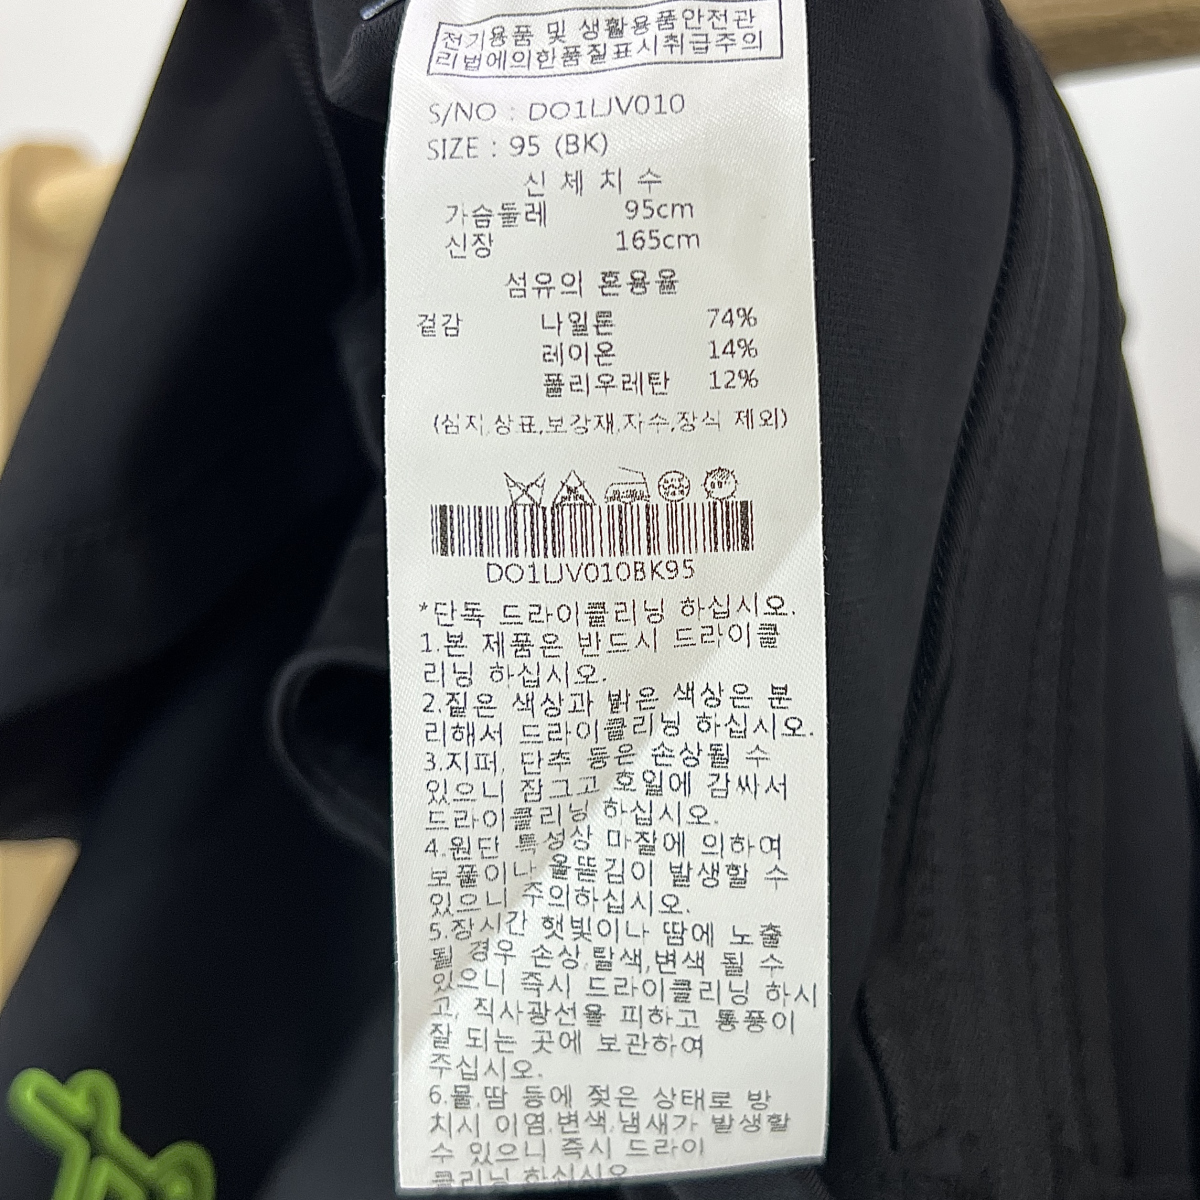 전기용품 및 생활용품안전관
리법에의한품질표시취급주의
S/NO : DO1IJV010
SIZE : 95 (BK)
신 체 치 수
가슴둘레 95cm
신장 165cm
섬유의 혼용율
겉감 나일론 74%
레이온 14%
폴리우레탄 12%
(심지,상표,보강재,자수,장식 제외)
DO1IJV010BK95
*단독 드라이클리닝 하십시오.
1.본 제품은 반드시 드라이클
리닝 하십시오.
2.짙은 색상과 밝은 색상은 분
리해서 드라이클리닝 하십시오.
3.지퍼, 단추 등은 손상될 수
있으니 잠그고 호일에 감싸서
드라이클리닝 하십시오.
4.원단 특성상 마찰에 의하여
보풀이나 올뜯김이 발생할 수
있으니 주의하십시오.
5.장시간 햇빛이나 땀에 노출
될 경우 손상,탈색,변색 될 수
있으니 즉시 드라이클리닝 하시
고, 직사광선을 피하고 통풍이
잘 되는 곳에 보관하여
주십시오.
6.물,땀 등에 젖은 상태로 방
치시 이염,변색,냄새가 발생할
수 있으니 즉시 드라이
클리닝 하십시오